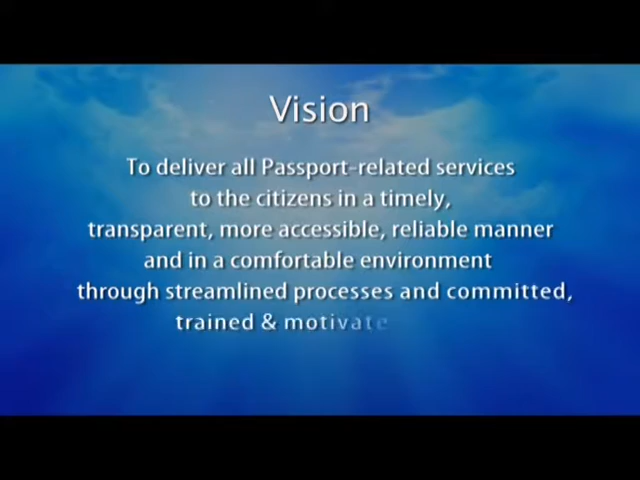 Vision
To deliver all Passport-related services
to the citizens in a timely,
transparent, more accessible, reliable manner
and in a comfortable environment
through streamlined processes and committed,
trained & motivate